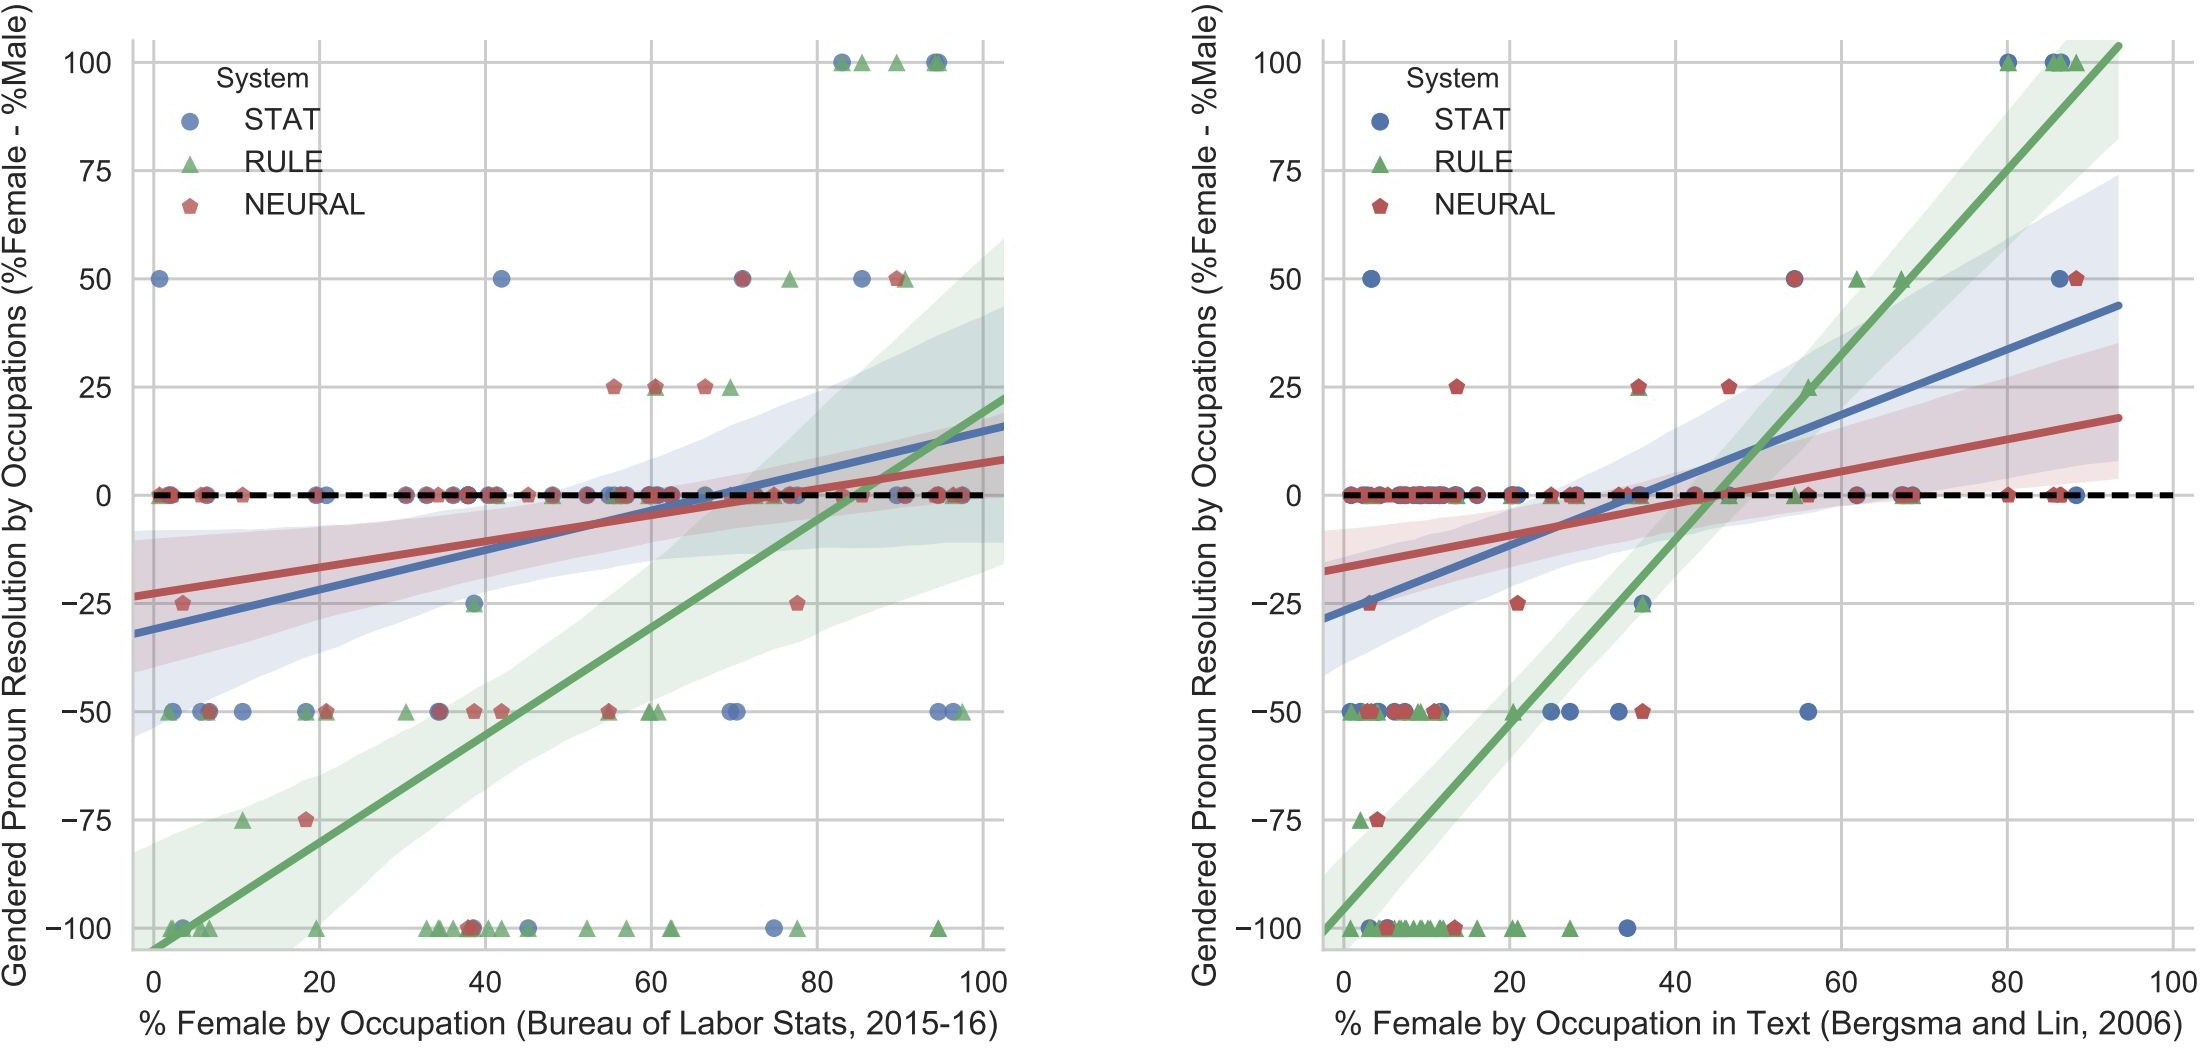 Gendered Pronoun Resolution by Occupations (%Female - %Male)
100
75
50
25
0
−25
−50
−75
−100
System
STAT
RULE
NEURAL
0 20 40 60 80 100
% Female by Occupation (Bureau of Labor Stats, 2015-16)
Gendered Pronoun Resolution by Occupations (%Female - %Male)
100
75
50
25
0
−25
−50
−75
−100
System
STAT
RULE
NEURAL
0 20 40 60 80 100
% Female by Occupation in Text (Bergsma and Lin, 2006)